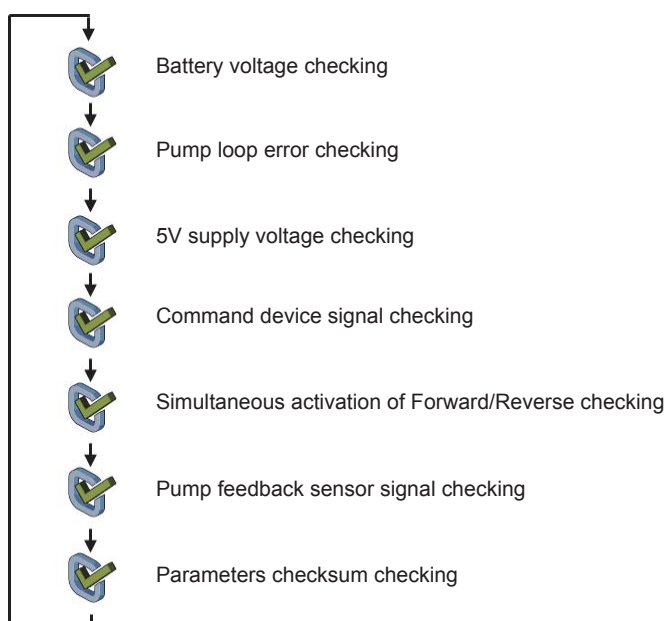 Battery voltage checking
Pump loop error checking
5V supply voltage checking
Command device signal checking
Simultaneous activation of Forward/Reverse checking
Pump feedback sensor signal checking
Parameters checksum checking